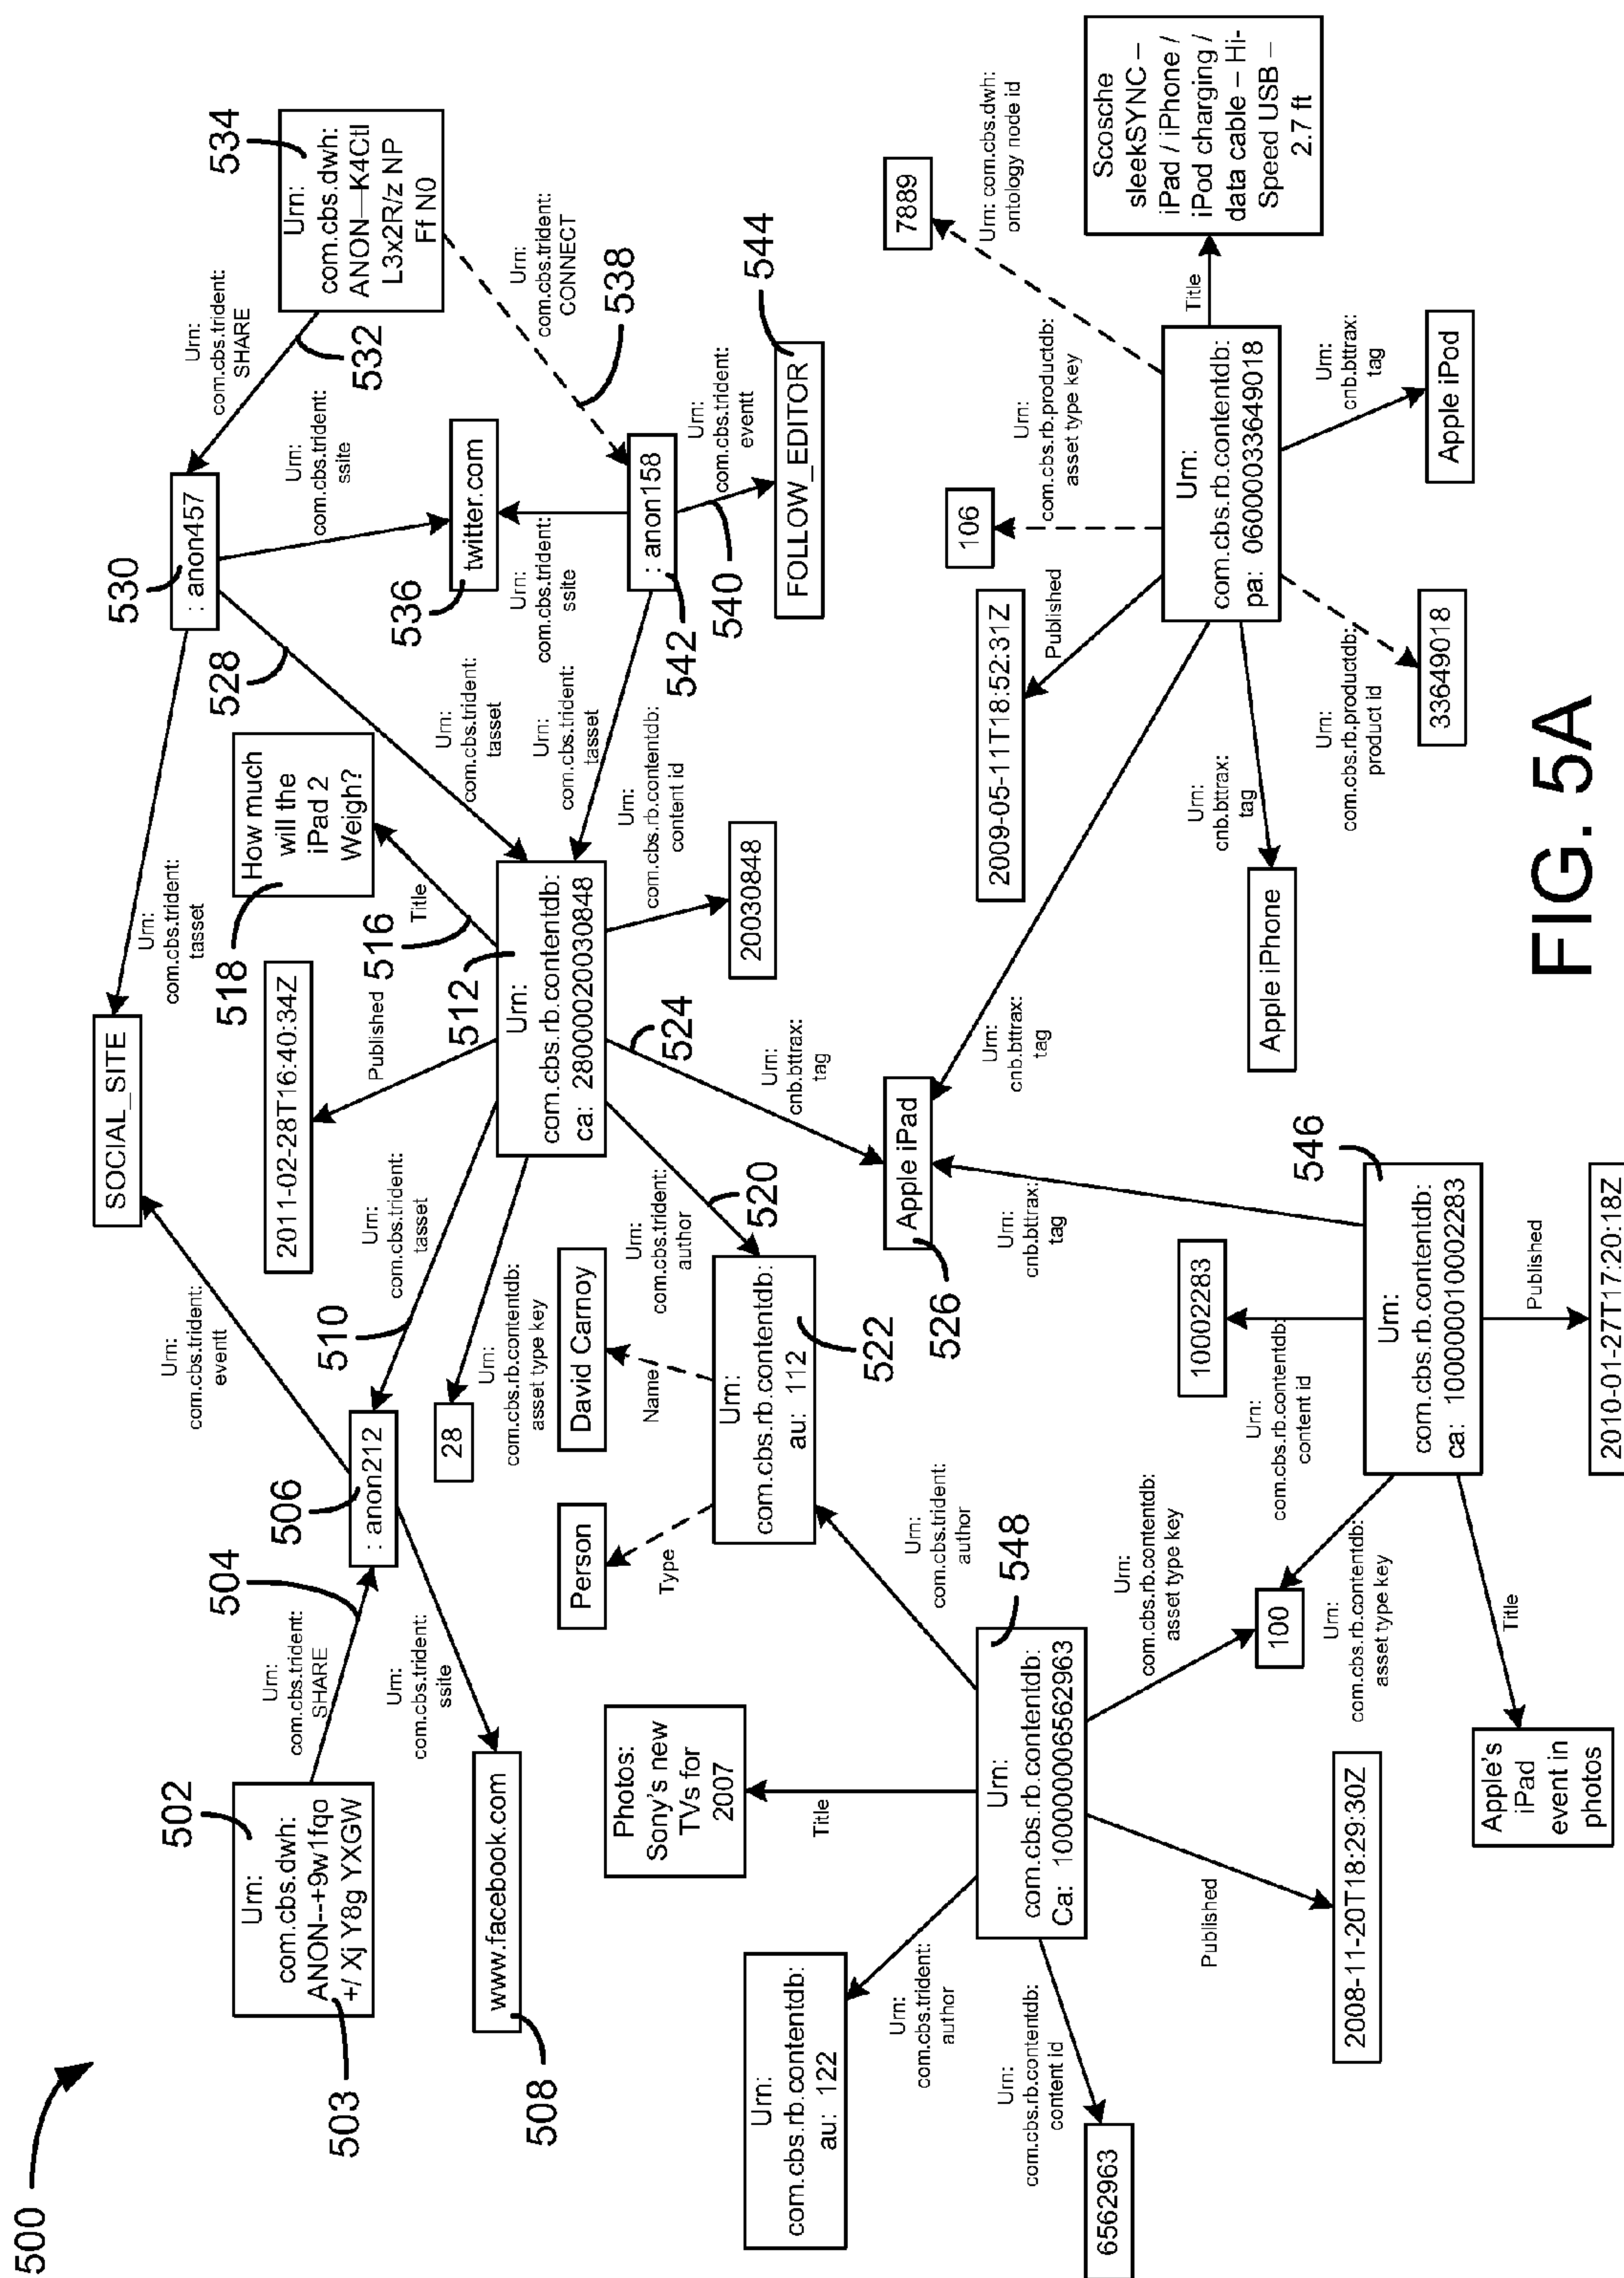 500
502
Urn:
com.cbs.dwh:
ANON--+9w1fqo
+/ Xj Y8g YXGW
503
504
Urn:
com.cbs.trident:
SHARE
506
: anon212
Urn:
com.cbs.trident:
ssite
www.facebook.com
508
Urn:
com.cbs.trident:
eventt
SOCIAL_SITE
Urn:
com.cbs.trident:
tasset
510
Urn:
com.cbs.trident:
tasset
28
Urn:
com.cbs.rb.contentdb:
asset type key
2011-02-28T16:40:34Z
Published
512
Urn:
com.cbs.rb.contentdb:
ca: 28000020030848
516
Title
518
How much
will the
iPad 2
Weigh?
Urn:
com.cbs.rb.contentdb:
content id
20030848
520
Urn:
com.cbs.trident:
author
522
Urn:
com.cbs.rb.contentdb:
au: 112
Name
David Carnoy
Type
Person
524
Urn:
cnb.bttrax:
tag
526
Apple iPad
528
Urn:
com.cbs.trident:
tasset
530
: anon457
Urn:
com.cbs.trident:
ssite
532
Urn:
com.cbs.trident:
SHARE
534
Urn:
com.cbs.dwh:
ANON—K4Ctl
L3x2R/z NP
Ff N0
536
twitter.com
538
Urn:
com.cbs.trident:
CONNECT
Urn:
com.cbs.trident:
ssite
540
Urn:
com.cbs.trident:
eventt
542
: anon158
Urn:
com.cbs.trident:
tasset
544
FOLLOW_EDITOR
546
Urn:
com.cbs.rb.contentdb:
ca: 100000010002283
Urn:
cnb.bttrax:
tag
10002283
Urn:
com.cbs.rb.contentdb:
content id
Published
2010-01-27T17:20:18Z
100
Urn:
com.cbs.rb.contentdb:
asset type key
Title
Apple's
iPad
event in
photos
548
Urn:
com.cbs.rb.contentdb:
Ca: 1000000006562963
Urn:
com.cbs.trident:
author
Urn:
com.cbs.rb.contentdb:
asset type key
Title
Photos:
Sony's new
TVs for
2007
Urn:
com.cbs.trident:
author
Urn:
com.cbs.rb.contentdb:
au: 122
Urn:
com.cbs.rb.contentdb:
content id
6562963
Published
2008-11-20T18:29:30Z
Urn:
com.cbs.rb.contentdb:
pa: 0600003364​9018
Urn:
cnb.bttrax:
tag
Published
2009-05-11T18:52:31Z
Urn:
com.cbs.rb.productdb:
asset type key
106
Urn: com.cbs.dwh:
ontology node id
7889
Title
Scosche
sleekSYNC –
iPad / iPhone /
iPod charging /
data cable – Hi-
Speed USB –
2.7 ft
Urn:
cnb.bttrax:
tag
Apple iPod
Urn:
com.cbs.rb.productdb:
product id
33649018
Urn:
cnb.bttrax:
tag
Apple iPhone
FIG. 5A